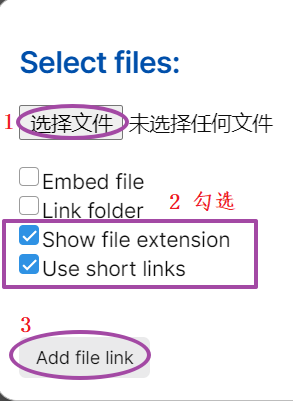 Select files:
1 选择文件 未选择任何文件
Embed file
Link folder
2 勾选
Show file extension
Use short links
3
Add file link